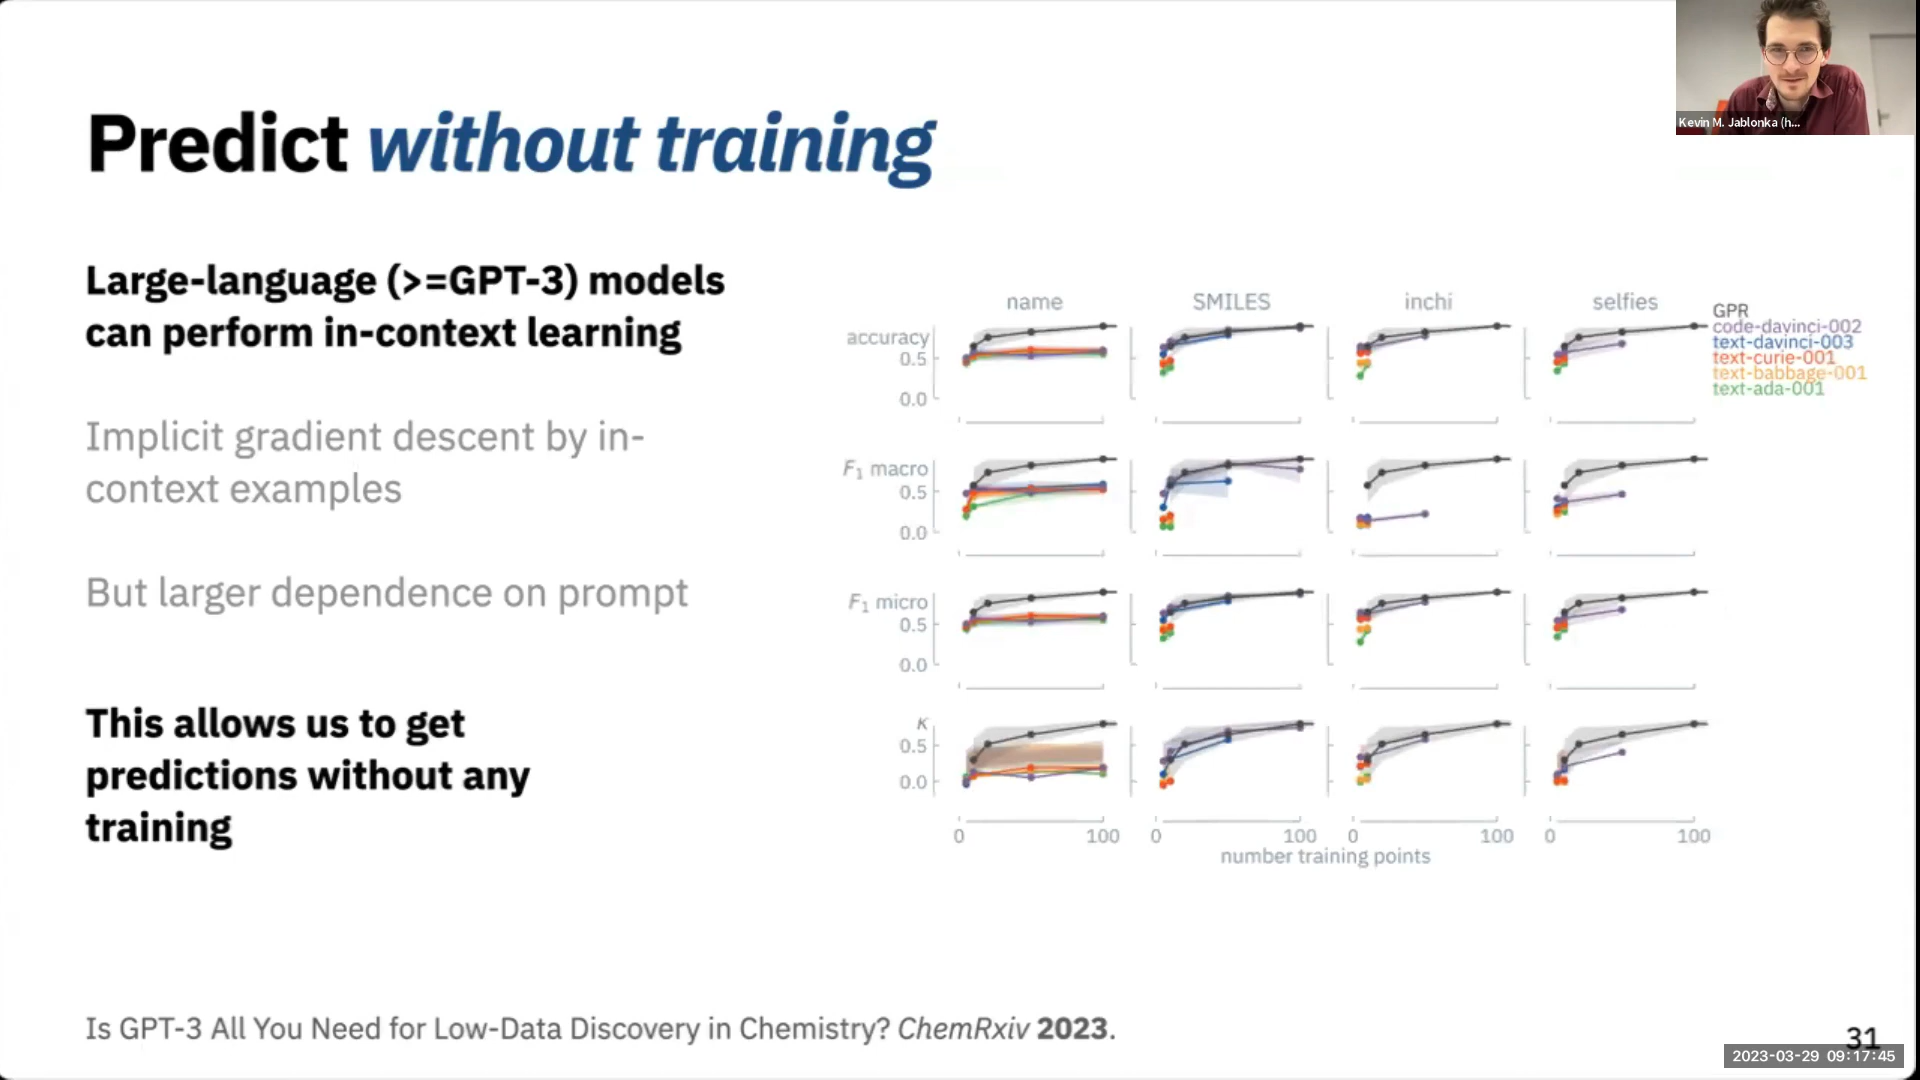 Kevin M. Jablonka (h...
Predict without training
Large-language (>=GPT-3) models
can perform in-context learning
Implicit gradient descent by in-
context examples
But larger dependence on prompt
This allows us to get
predictions without any
training
name SMILES inchi selfies
GPR
code-davinci-002
text-davinci-003
text-curie-001
text-babbage-001
text-ada-001
accuracy
0.5
0.0
F₁ macro
0.5
0.0
F₁ micro
0.5
0.0
K
0.5
0.0
0 100 0 100 0 100 0 100
number training points
Is GPT-3 All You Need for Low-Data Discovery in Chemistry? ChemRxiv 2023.
31
2023-03-29 09:17:45